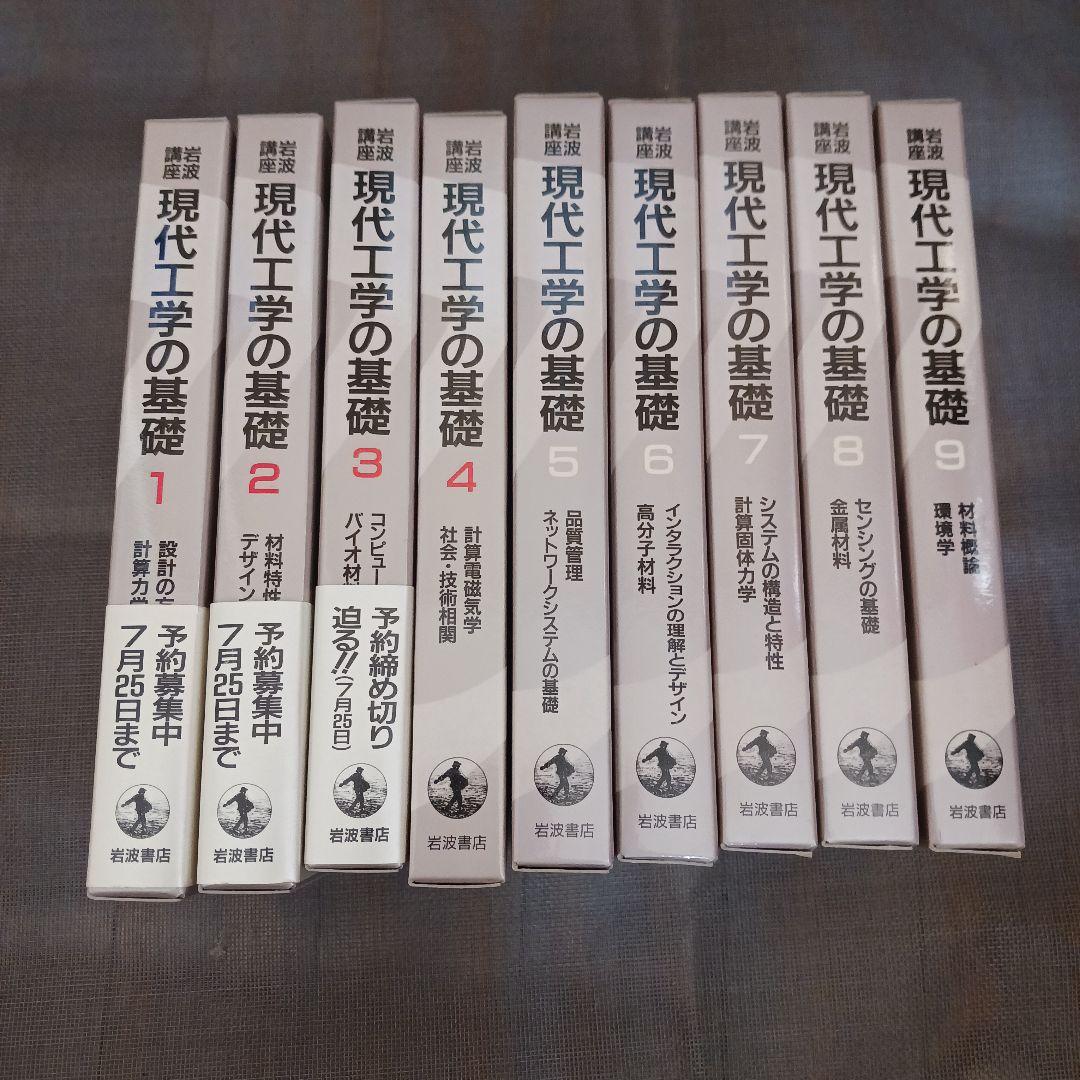 岩波講座
現代工学の基礎
1
設計の方
計算力学
予約募集中
7月25日まで
岩波書店
岩波講座
現代工学の基礎
2
材料特性
デザイン
予約募集中
7月25日まで
岩波書店
岩波講座
現代工学の基礎
3
コンピュー
バイオ材
予約締め切り
迫る!!(7月25日)
岩波書店
岩波講座
現代工学の基礎
4
計算電磁気学
社会・技術相関
岩波書店
岩波講座
現代工学の基礎
5
品質管理
ネットワークシステムの基礎
岩波書店
岩波講座
現代工学の基礎
6
インタラクションの理解とデザイン
高分子材料
岩波書店
岩波講座
現代工学の基礎
7
システムの構造と特性
計算固体力学
岩波書店
岩波講座
現代工学の基礎
8
センシングの基礎
金属材料
岩波書店
岩波講座
現代工学の基礎
9
材料概論
環境学
岩波書店